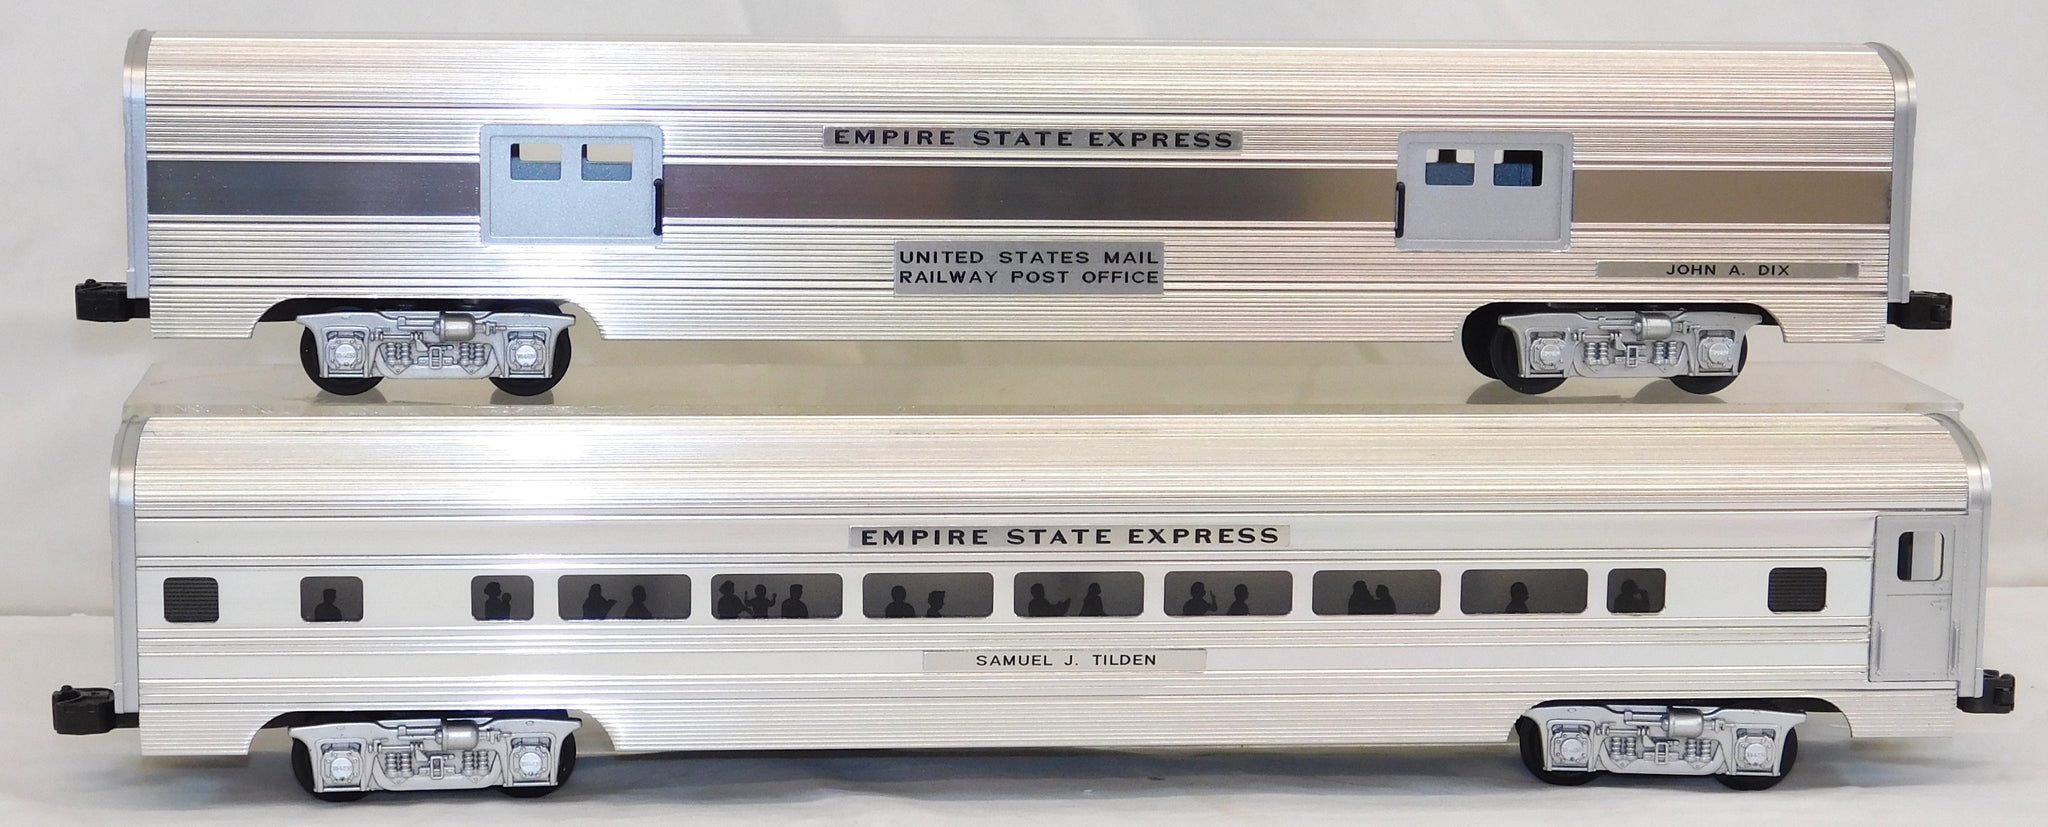 EMPIRE STATE EXPRESS
UNITED STATES MAIL
RAILWAY POST OFFICE
JOHN A. DIX
EMPIRE STATE EXPRESS
SAMUEL J. TILDEN